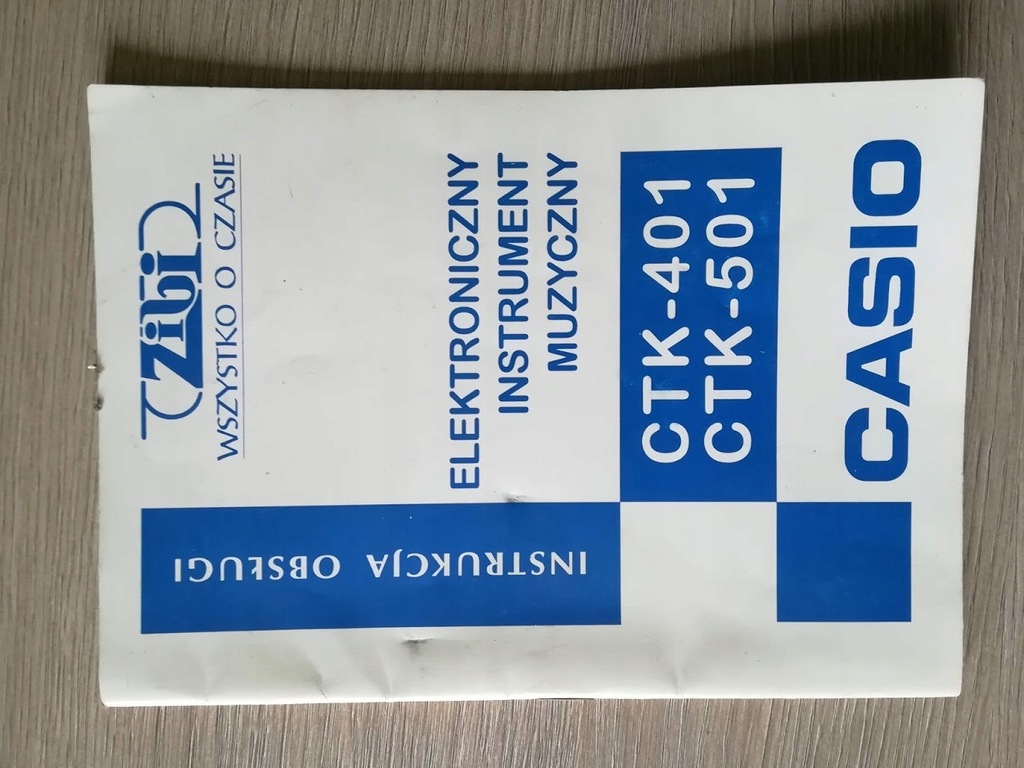 Zibi
WSZYSTKO O CZASIE
ELEKTRONICZNY
INSTRUMENT
MUZYCZNY
CTK-401
CTK-501
CASIO
INSTRUKCJA OBSŁUGI